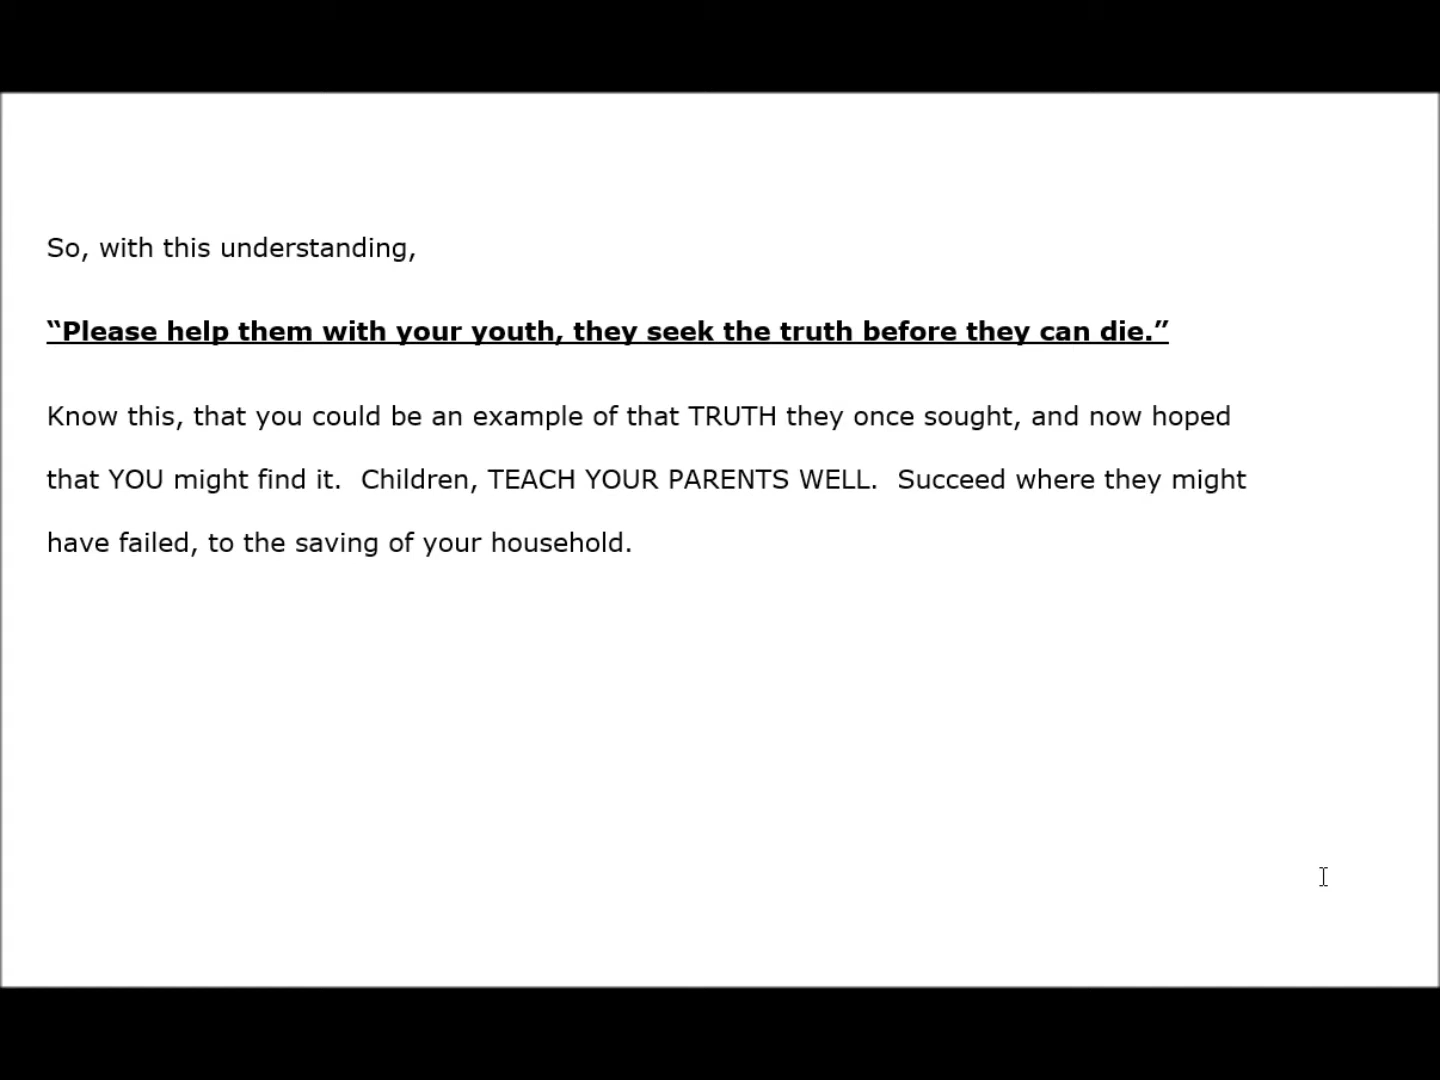 So, with this understanding,
“Please help them with your youth, they seek the truth before they can die.”
Know this, that you could be an example of that TRUTH they once sought, and now hoped
that YOU might find it.  Children, TEACH YOUR PARENTS WELL.  Succeed where they might
have failed, to the saving of your household.